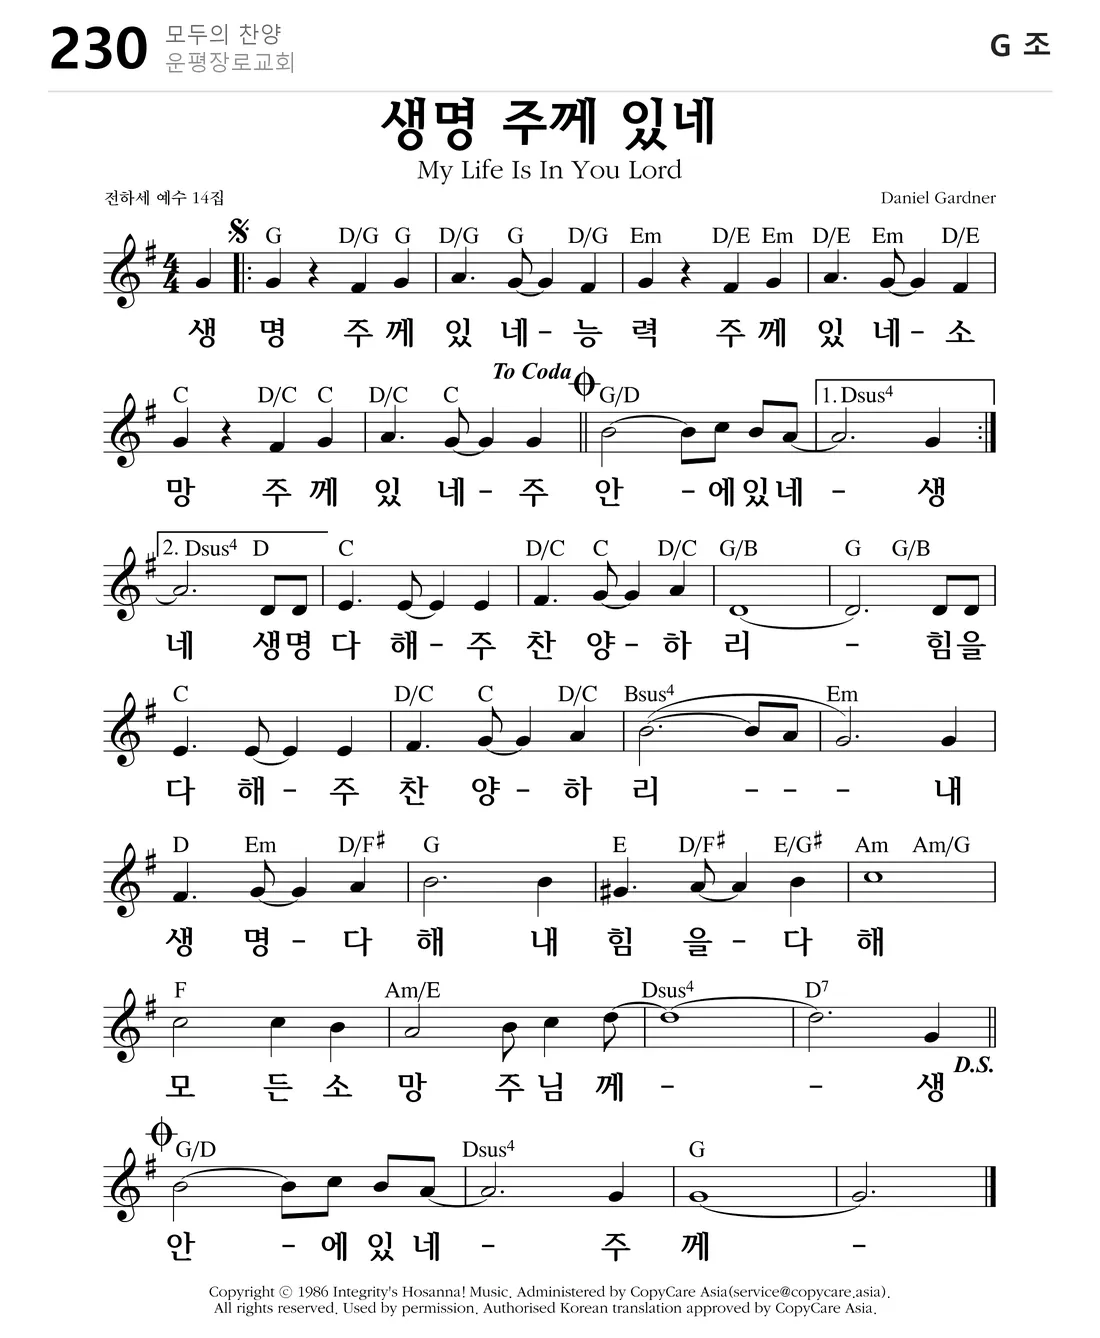 230 모두의 찬양
운평장로교회
G 조
생명 주께 있네
My Life Is In You Lord
전하세 예수 14집 Daniel Gardner
G D/G G D/G G D/G Em D/E Em D/E Em D/E
생 명 주 께 있 네 - 능 력 주 께 있 네 - 소
To Coda
C D/C C D/C C G/D 1. Dsus4
망 주 께 있 네 - 주 안 - 에 있 네 - 생
2. Dsus4 D C D/C C D/C G/B G G/B
네 생 명 다 해 - 주 찬 양 - 하 리 - 힘 을
C D/C C D/C Bsus4 Em
다 해 - 주 찬 양 - 하 리 - - - 내
D Em D/F♯ G E D/F♯ E/G♯ Am Am/G
생 명 - 다 해 내 힘 을 - 다 해
F Am/E Dsus4 D7
D.S.
모 든 소 망 주 님 께 - - 생
G/D Dsus4 G
안 - 에 있 네 - 주 께 -
Copyright ⓒ 1986 Integrity's Hosanna! Music. Administered by CopyCare Asia(service@copycare.asia).
All rights reserved. Used by permission. Authorised Korean translation approved by CopyCare Asia.